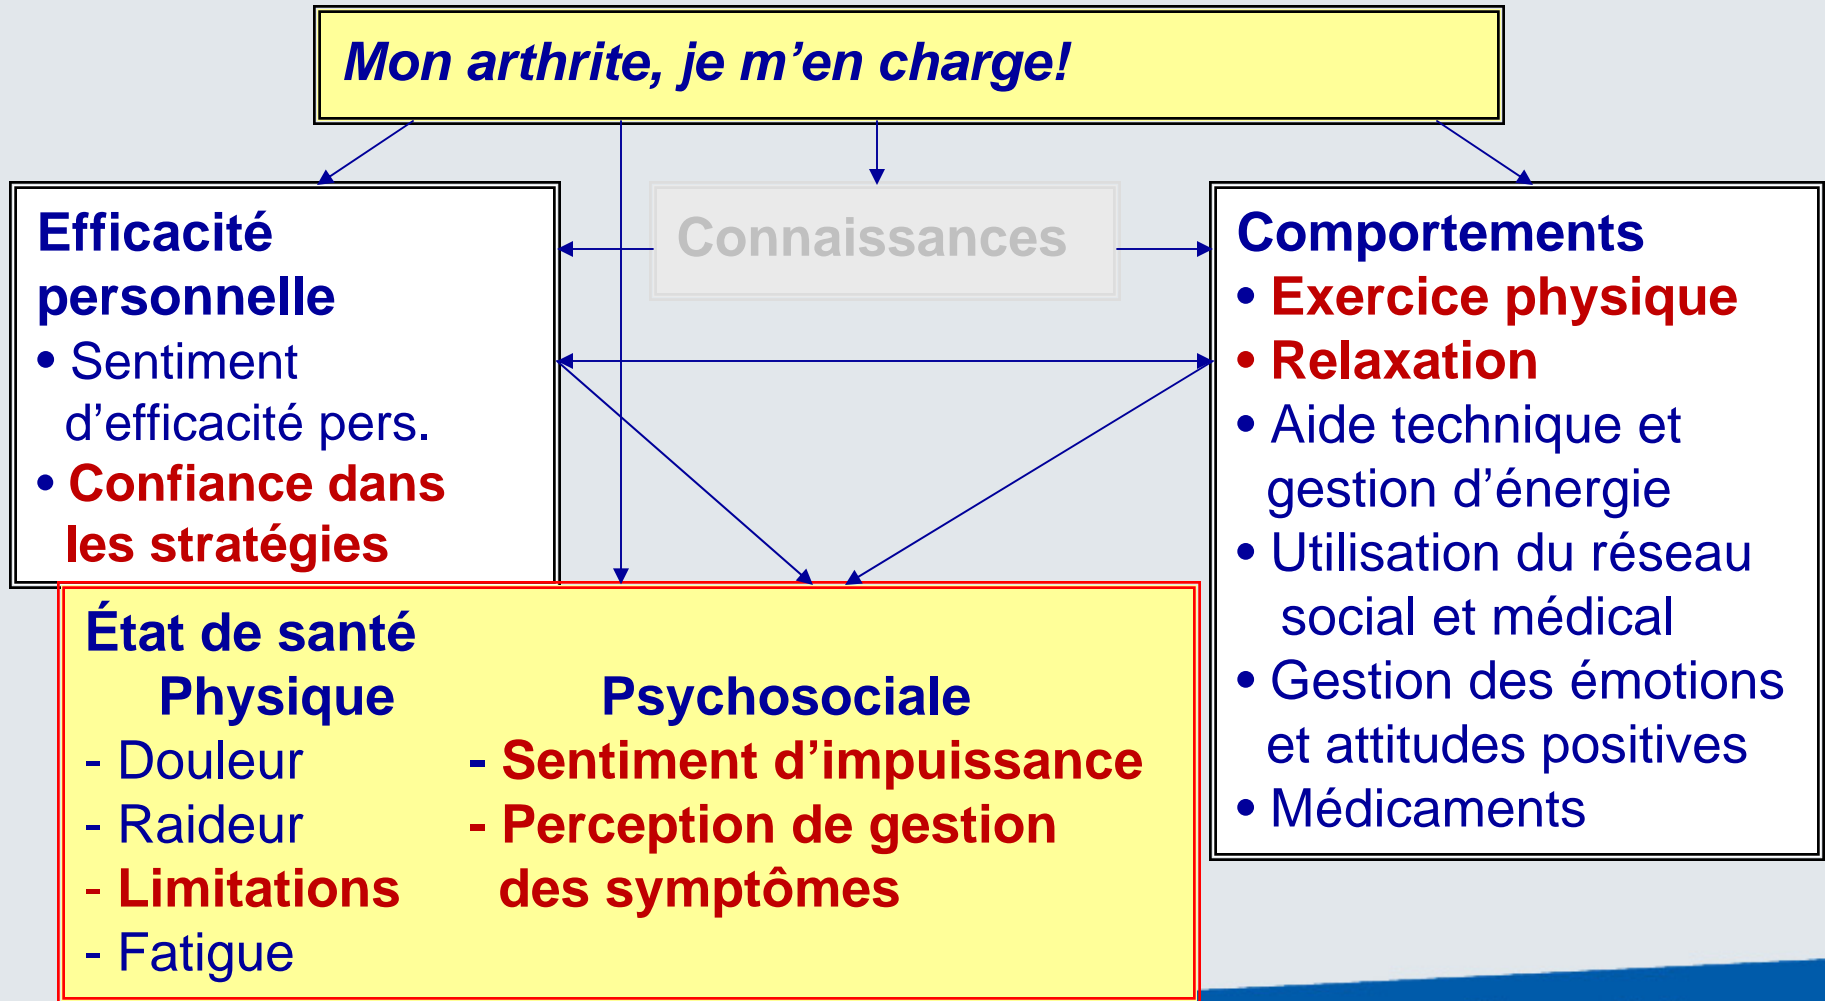 Mon arthrite, je m'en charge!
Efficacité
personnelle
• Sentiment
d'efficacité pers.
• Confiance dans
les stratégies
Connaissances
Comportements
• Exercice physique
• Relaxation
• Aide technique et
gestion d'énergie
• Utilisation du réseau
social et médical
• Gestion des émotions
et attitudes positives
• Médicaments
État de santé
Physique Psychosociale
- Douleur - Sentiment d'impuissance
- Raideur - Perception de gestion
- Limitations des symptômes
- Fatigue